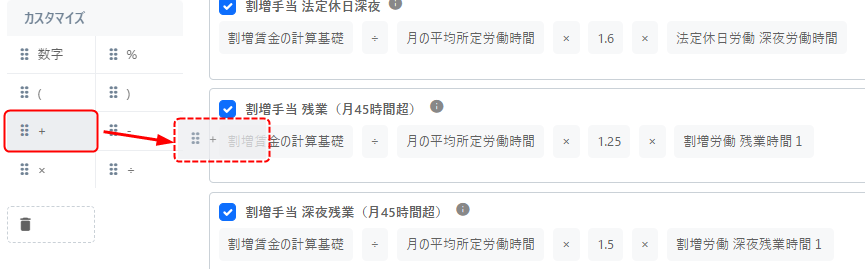 カスタマイズ
数字 %
( )
+ -
× ÷
割増手当 法定休日深夜
割増賃金の計算基礎 ÷ 月の平均所定労働時間 × 1.6 × 法定休日労働 深夜労働時間
割増手当 残業（月45時間超）
+
割増賃金の計算基礎 ÷ 月の平均所定労働時間 × 1.25 × 割増労働 残業時間1
割増手当 深夜残業（月45時間超）
割増賃金の計算基礎 ÷ 月の平均所定労働時間 × 1.5 × 割増労働 深夜残業時間1